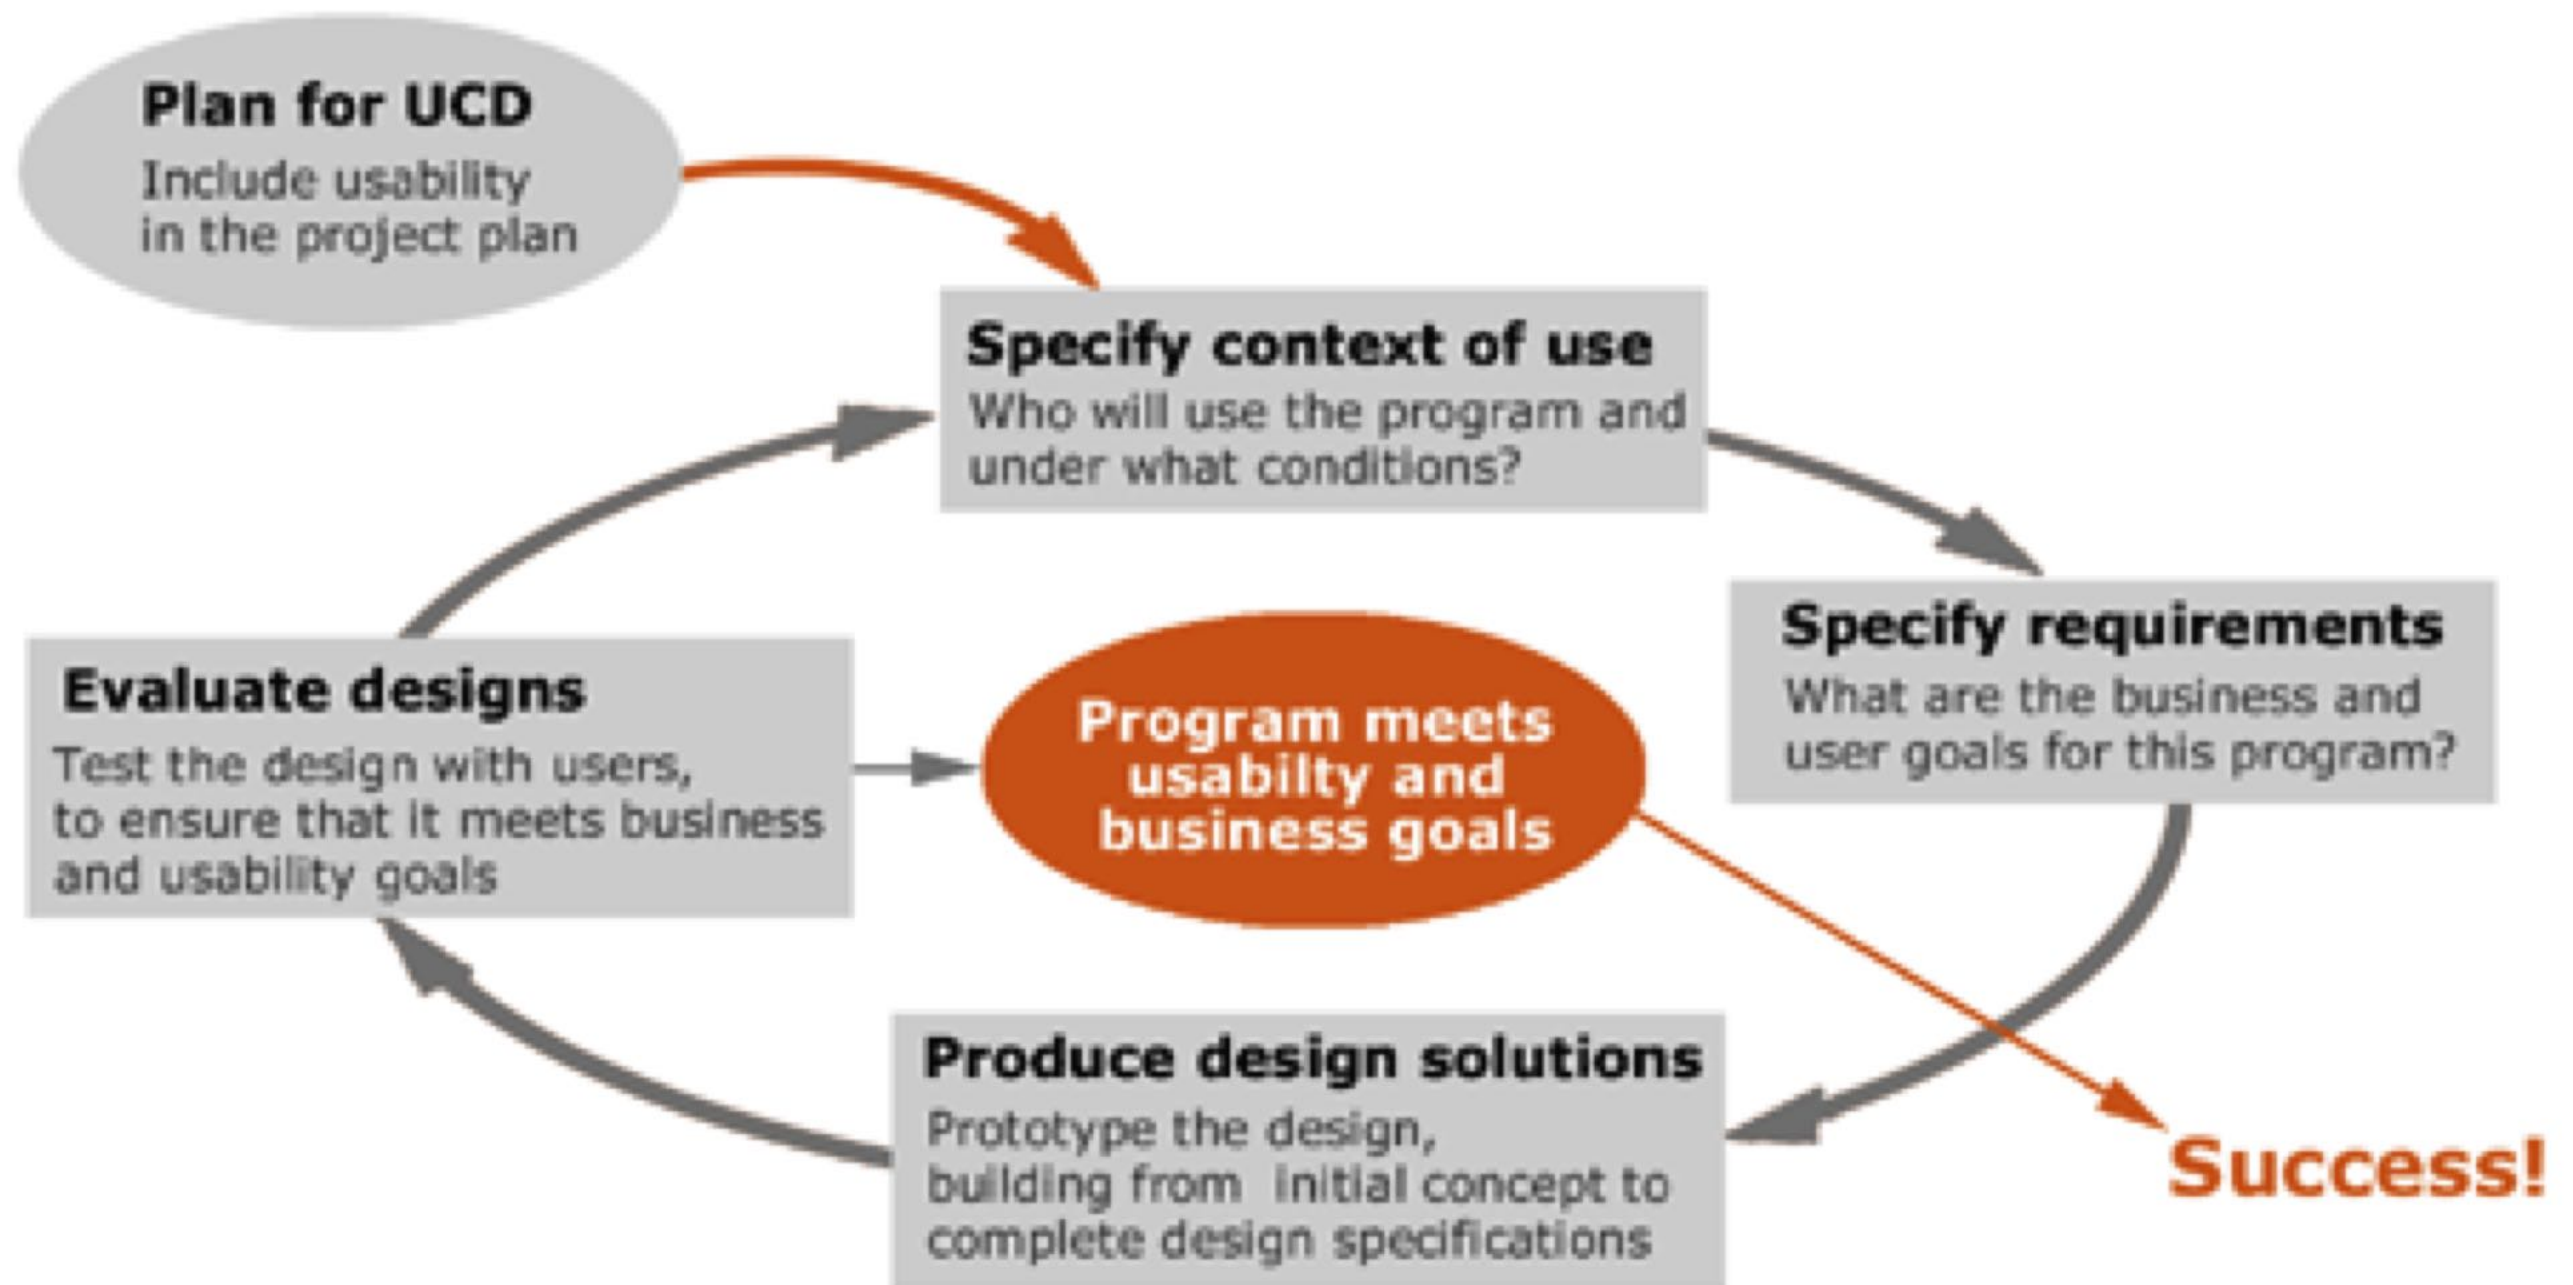 Plan for UCD
Include usability
in the project plan
Specify context of use
Who will use the program and
under what conditions?
Specify requirements
What are the business and
user goals for this program?
Evaluate designs
Test the design with users,
to ensure that it meets business
and usability goals
Program meets
usabilty and
business goals
Produce design solutions
Prototype the design,
building from initial concept to
complete design specifications
Success!